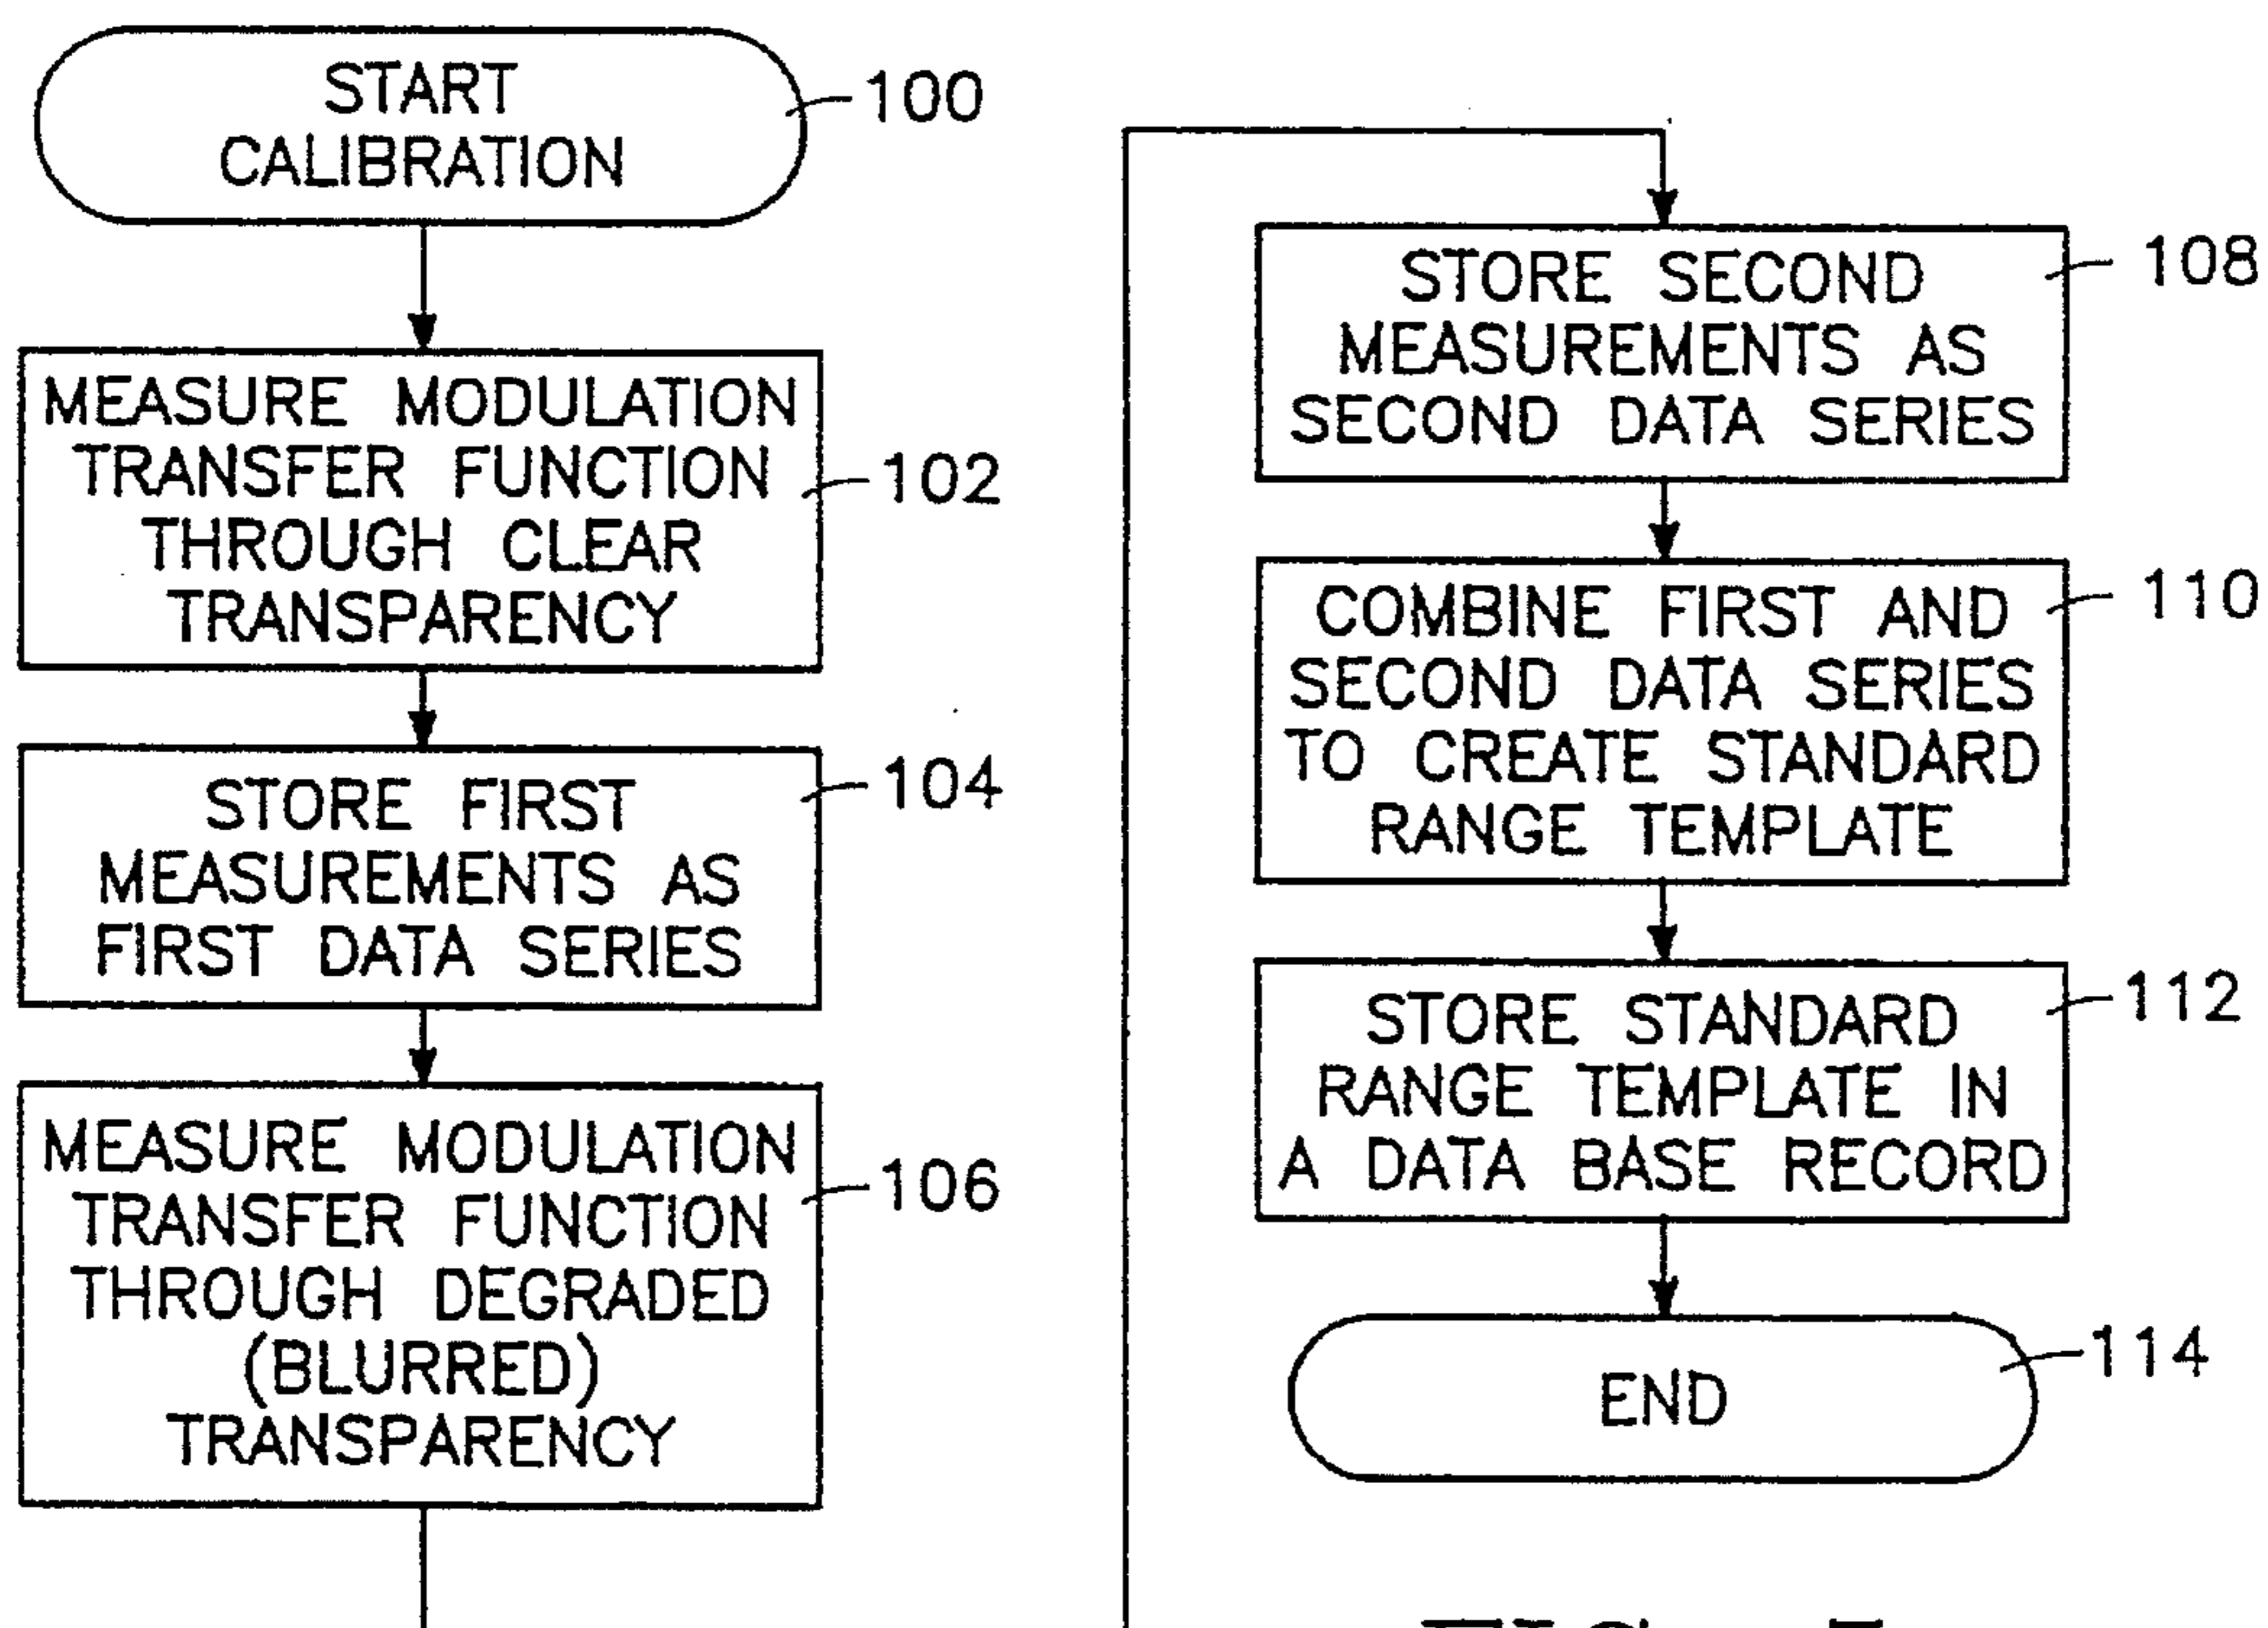 START
CALIBRATION
100
MEASURE MODULATION
TRANSFER FUNCTION
THROUGH CLEAR
TRANSPARENCY
102
STORE FIRST
MEASUREMENTS AS
FIRST DATA SERIES
104
MEASURE MODULATION
TRANSFER FUNCTION
THROUGH DEGRADED
(BLURRED)
TRANSPARENCY
106
STORE SECOND
MEASUREMENTS AS
SECOND DATA SERIES
108
COMBINE FIRST AND
SECOND DATA SERIES
TO CREATE STANDARD
RANGE TEMPLATE
110
STORE STANDARD
RANGE TEMPLATE IN
A DATA BASE RECORD
112
END
114